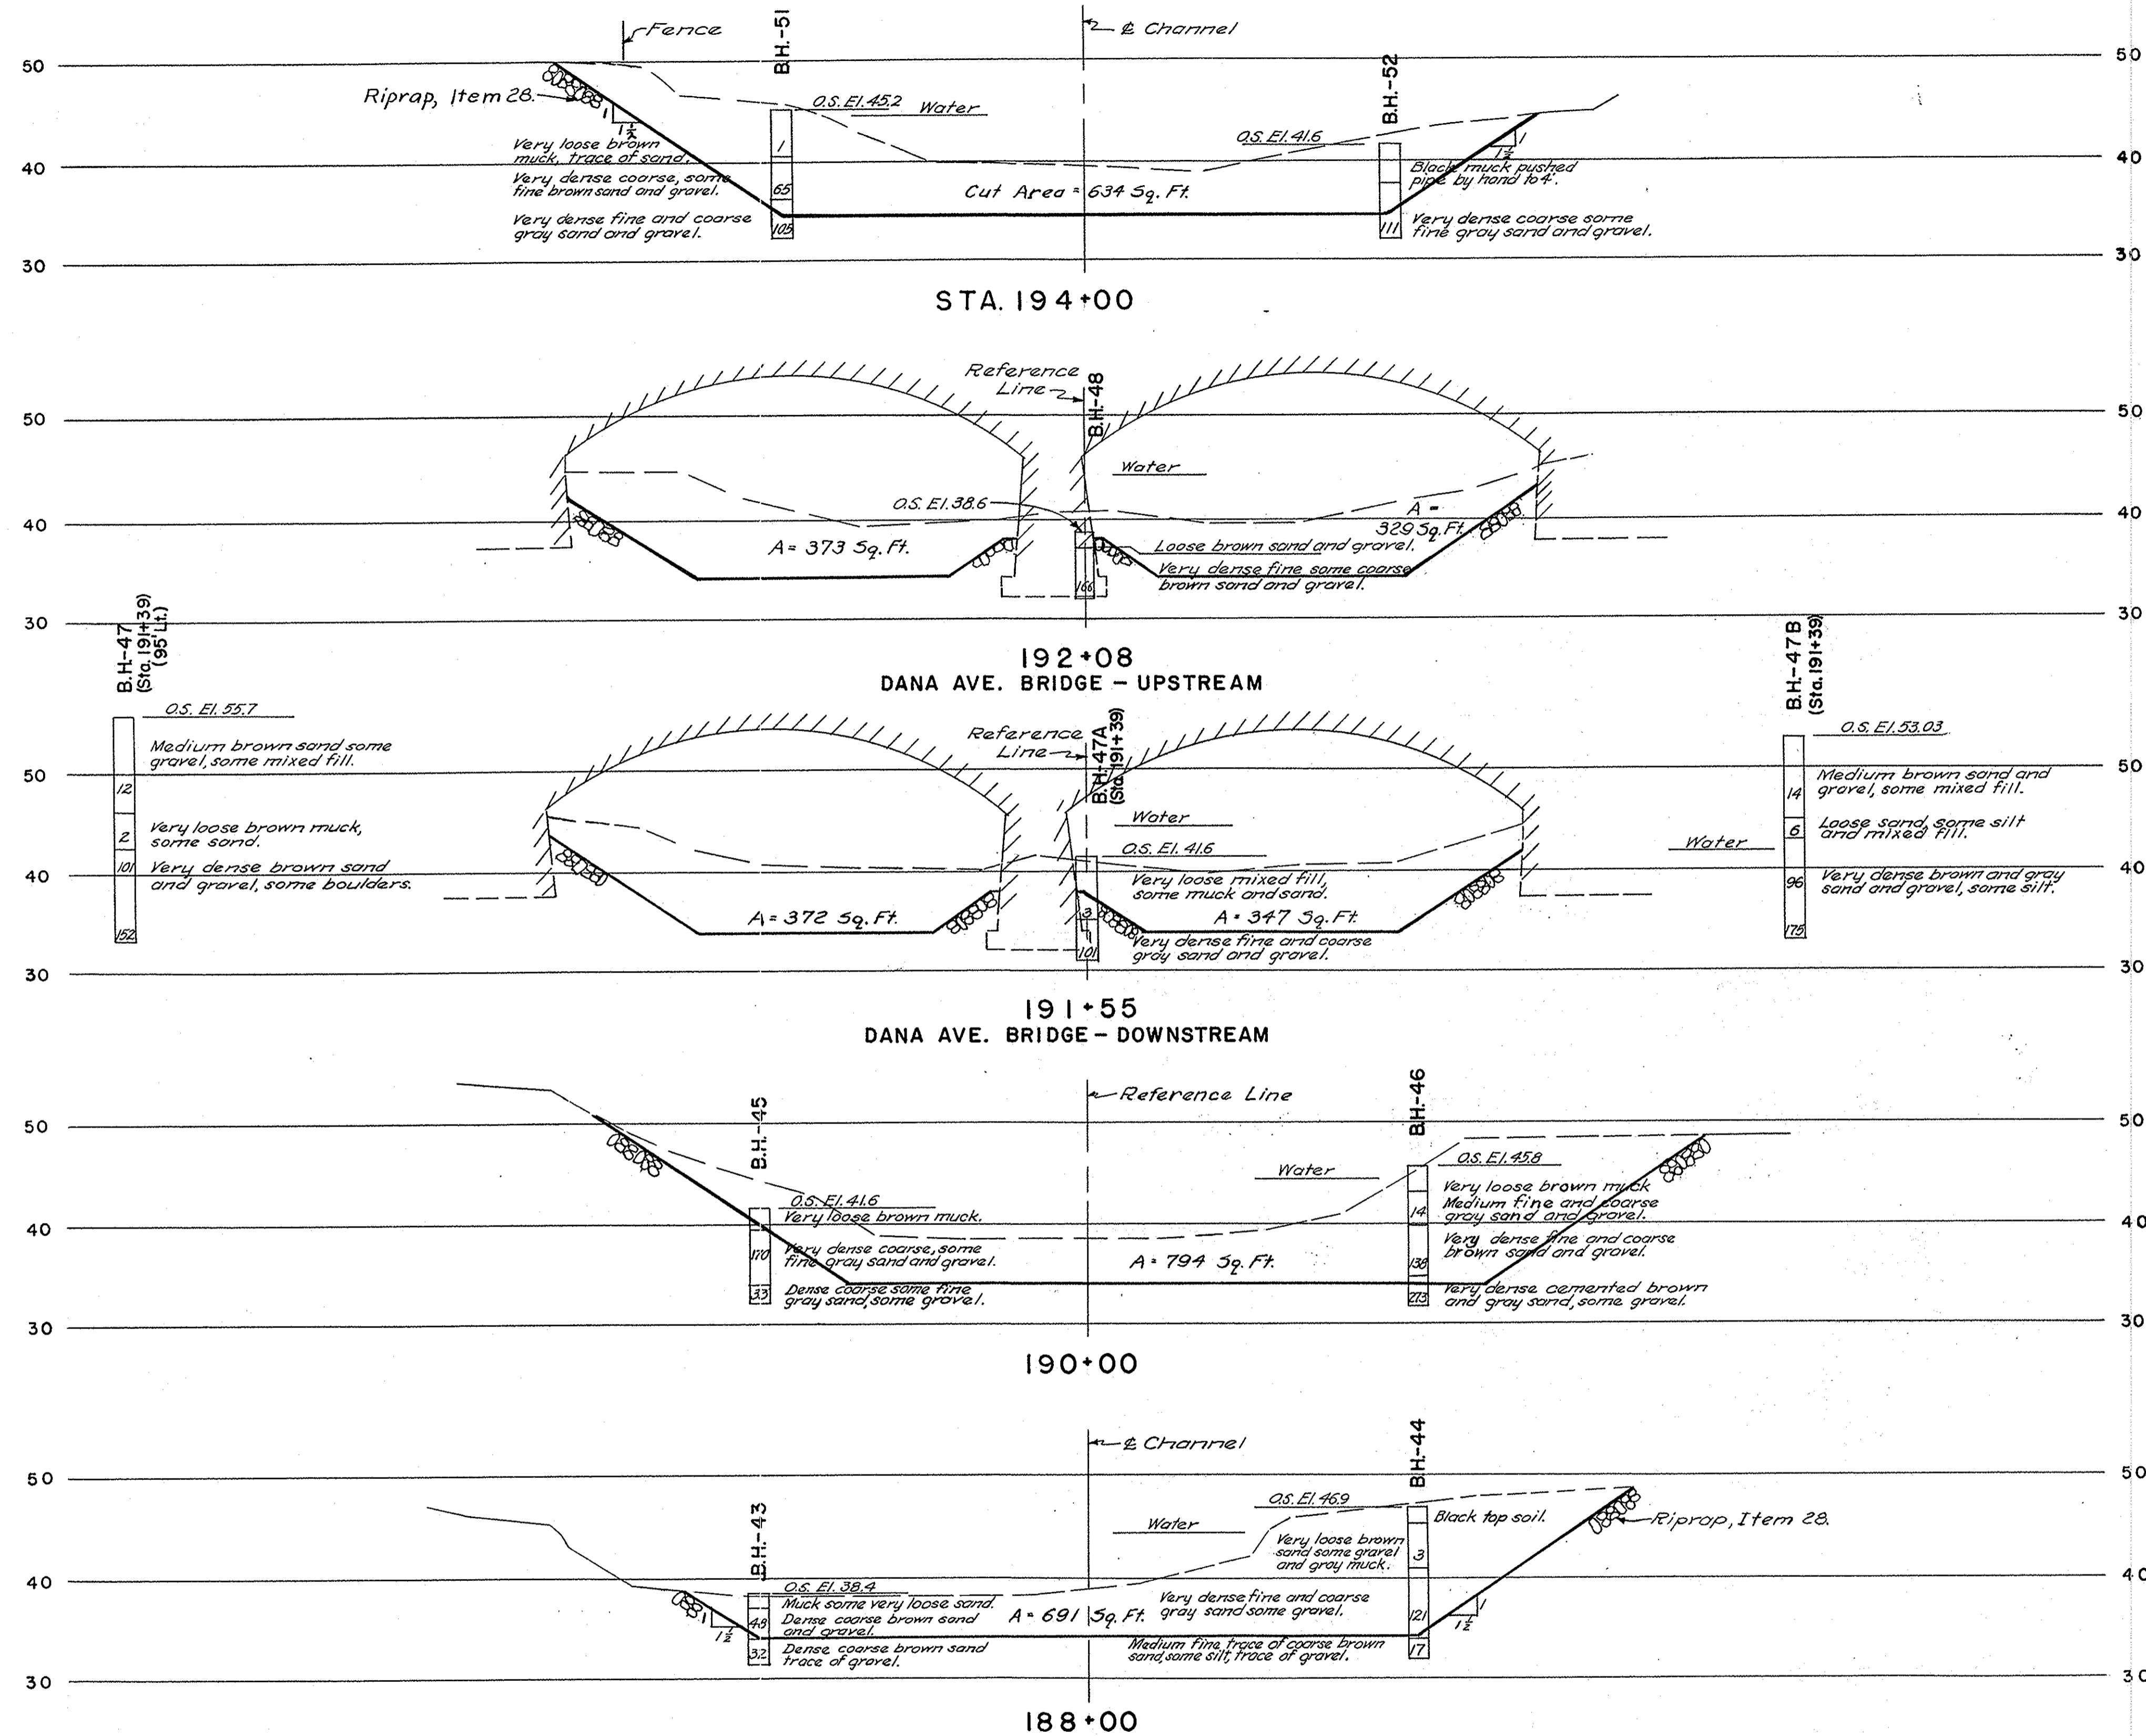 Fence
B.H.-51
℄ Channel
50
50
Riprap, Item 28.
B.H.-52
O.S. El. 45.2
Water
1
1½
O.S. El. 41.6
1
1½
Very loose brown
muck, trace of sand.
1
40
40
Black muck pushed
pipe by hand to 4'.
Very dense coarse, some
fine brown sand and gravel.
65
Cut Area = 634 Sq. Ft.
Very dense fine and coarse
gray sand and gravel.
105
111
Very dense coarse some
fine gray sand and gravel.
30
30
STA. 194+00
Reference
Line
B.H.-48
50
50
Water
O.S. El. 38.6
40
40
A =
329 Sq. Ft.
A = 373 Sq. Ft.
Loose brown sand and gravel.
Very dense fine some coarse
brown sand and gravel.
166
30
30
192+08
DANA AVE. BRIDGE - UPSTREAM
B.H.-47
(Sta. 191+39)
(95' Lt.)
B.H.-47B
(Sta. 191+39)
O.S. El. 55.7
O.S. El. 53.03
Reference
Line
B.H.-47A
(Sta. 191+39)
Medium brown sand some
gravel, some mixed fill.
50
50
12
14
Medium brown sand and
gravel, some mixed fill.
Water
2
Very loose brown muck,
some sand.
6
Loose sand, some silt
and mixed fill.
Water
O.S. El. 41.6
101
Very dense brown sand
and gravel, some boulders.
40
40
Very loose mixed fill,
some muck and sand.
96
Very dense brown and gray
sand and gravel, some silt.
A = 372 Sq. Ft.
3
A = 347 Sq. Ft.
152
175
101
Very dense fine and coarse
gray sand and gravel.
30
30
191+55
DANA AVE. BRIDGE - DOWNSTREAM
Reference Line
B.H.-45
B.H.-46
50
50
Water
O.S. El. 45.8
O.S. El. 41.6
Very loose brown muck.
Very loose brown muck
14
Medium fine and coarse
gray sand and gravel.
40
40
170
Very dense coarse, some
fine gray sand and gravel.
A = 794 Sq. Ft.
138
Very dense fine and coarse
brown sand and gravel.
33
Dense coarse some fine
gray sand, some gravel.
273
Very dense cemented brown
and gray sand, some gravel.
30
30
190+00
℄ Channel
B.H.-43
B.H.-44
50
50
O.S. El. 46.9
Water
Black top soil.
Riprap, Item 28.
Very loose brown
sand some gravel
and gray muck.
3
40
40
O.S. El. 38.4
Muck some very loose sand.
48
Dense coarse brown sand
and gravel.
A = 691 Sq. Ft.
Very dense fine and coarse
gray sand some gravel.
121
1
1½
1
1½
32
Dense coarse brown sand
trace of gravel.
Medium fine, trace of coarse brown
sand, some silt, trace of gravel.
17
30
30
188+00